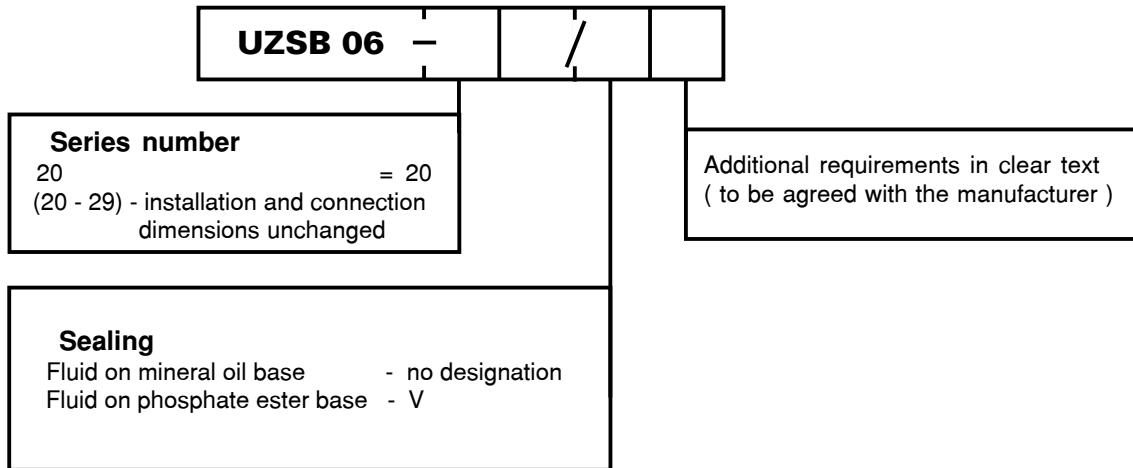 UZSB 06 – /
Series number
20 = 20
(20 - 29) - installation and connection
dimensions unchanged
Additional requirements in clear text
( to be agreed with the manufacturer )
Sealing
Fluid on mineral oil base - no designation
Fluid on phosphate ester base - V